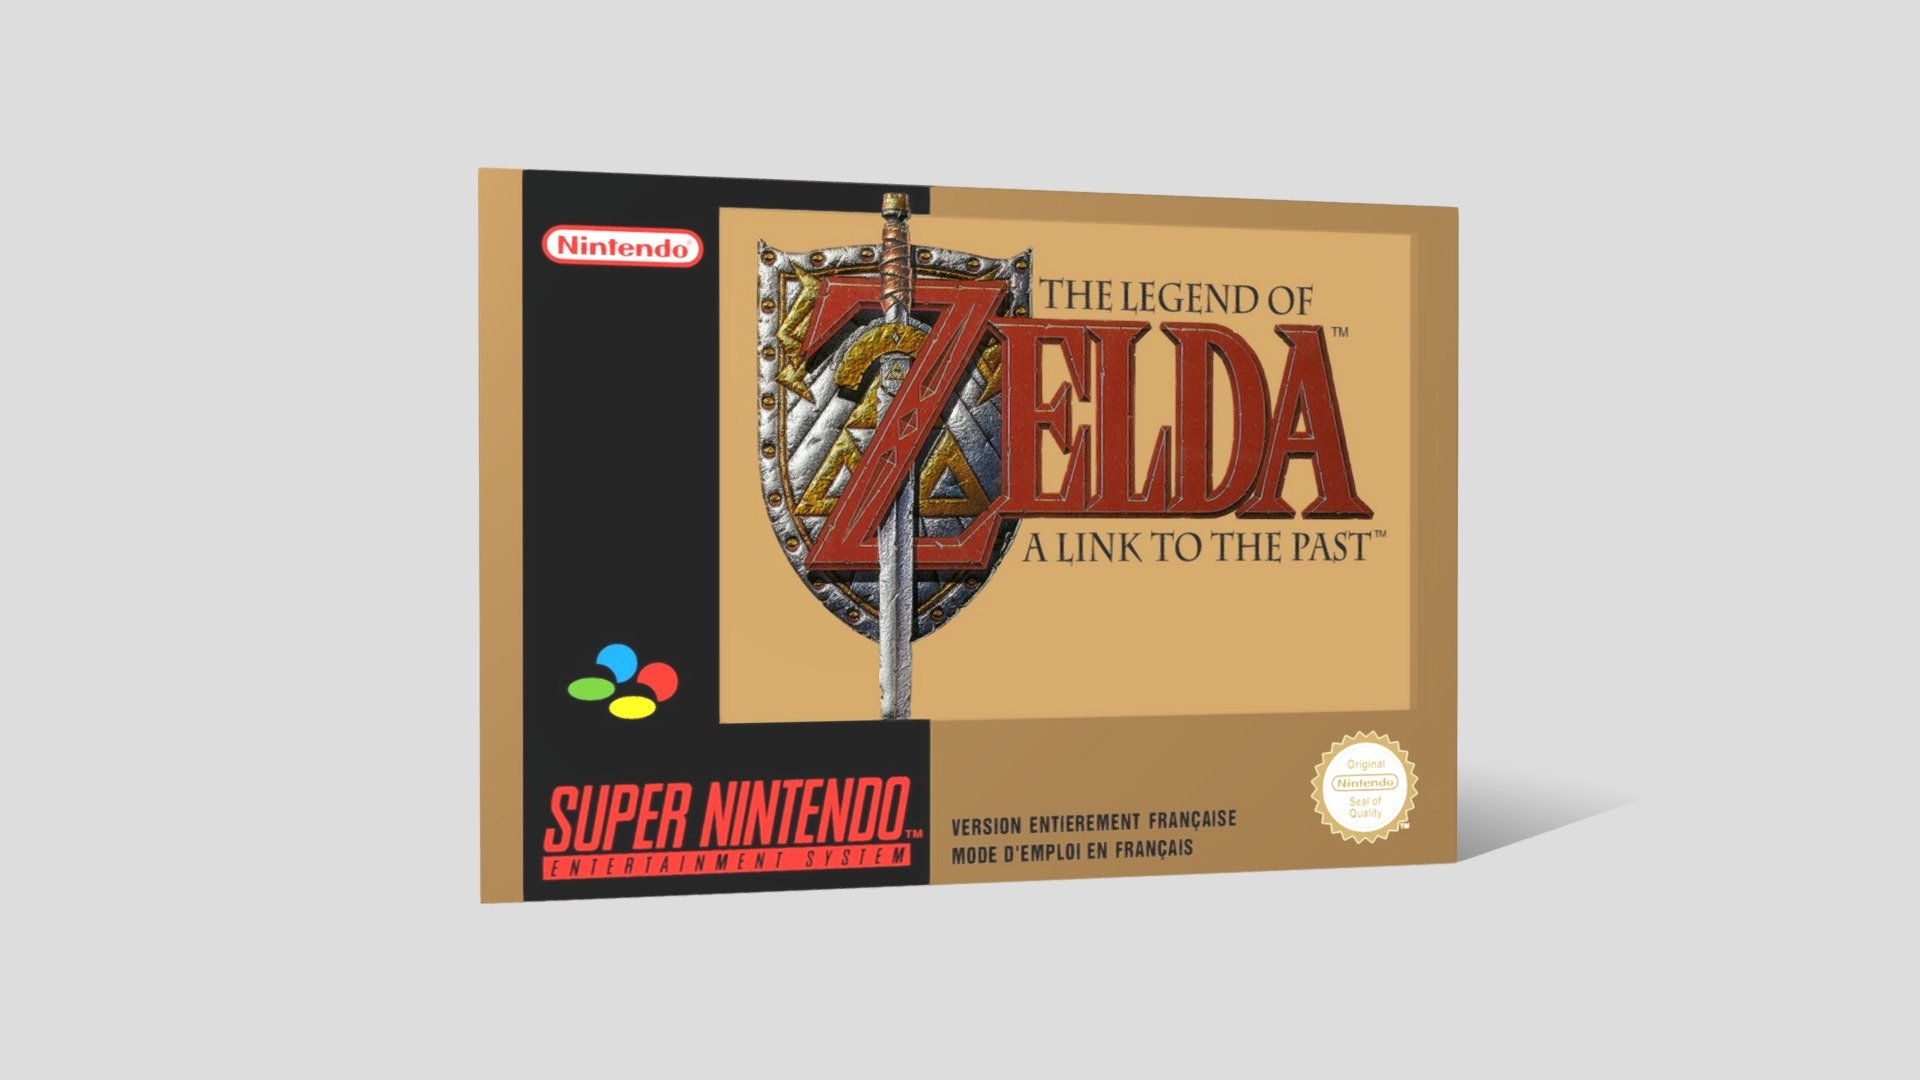 Nintendo®
THE LEGEND OF
ZELDA™
A LINK TO THE PAST™
SUPER NINTENDO™
ENTERTAINMENT SYSTEM
VERSION ENTIEREMENT FRANÇAISE
MODE D'EMPLOI EN FRANÇAIS
Original
Nintendo
Seal of
Quality
TM